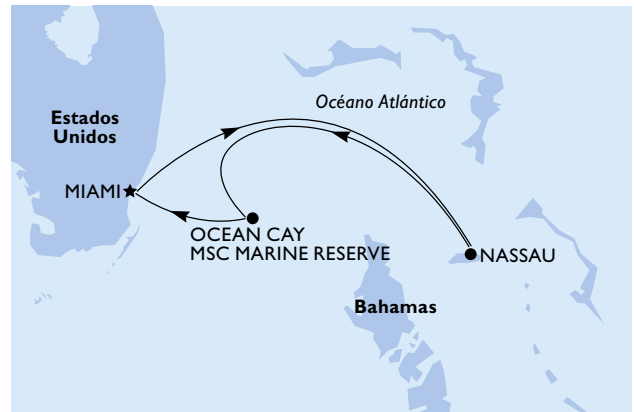 Océano Atlántico
Estados
Unidos
MIAMI
OCEAN CAY
MSC MARINE RESERVE
NASSAU
Bahamas